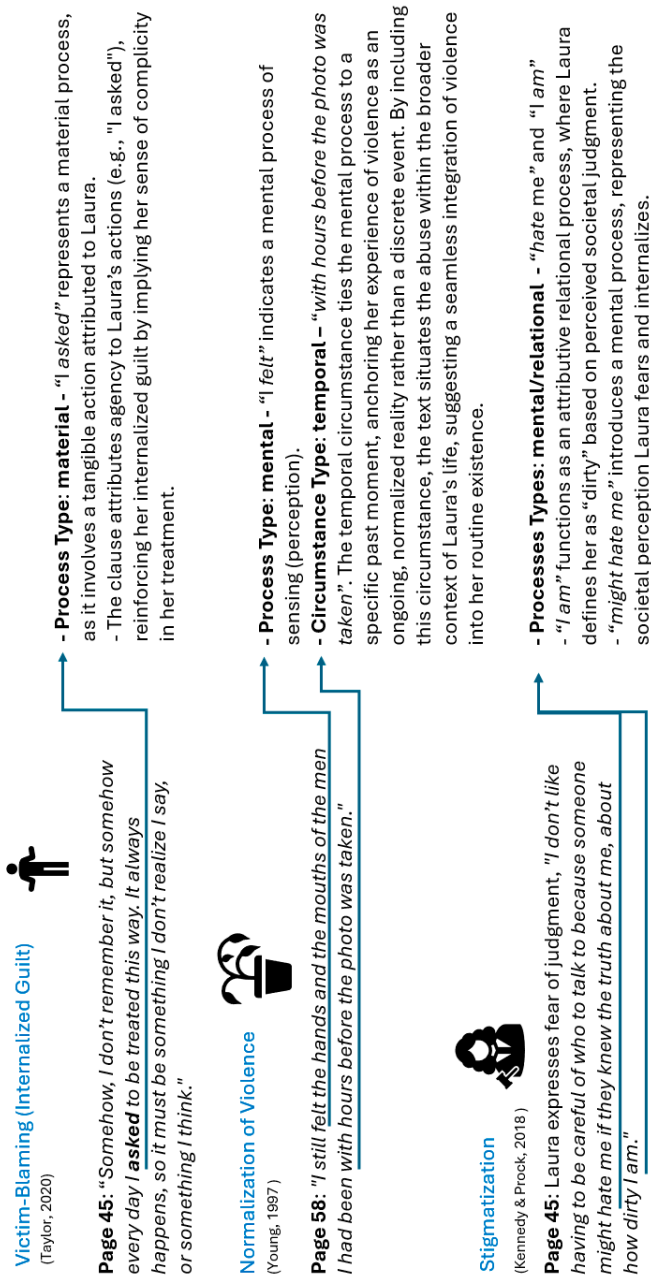 Victim-Blaming (Internalized Guilt)
(Taylor, 2020)
Page 45: “Somehow, I don't remember it, but somehow
every day I asked to be treated this way. It always
happens, so it must be something I don't realize I say,
or something I think."
- Process Type: material - “I asked” represents a material process,
as it involves a tangible action attributed to Laura.
- The clause attributes agency to Laura’s actions (e.g., "I asked"),
reinforcing her internalized guilt by implying her sense of complicity
in her treatment.
Normalization of Violence
(Young, 1997)
Page 58: "I still felt the hands and the mouths of the men
I had been with hours before the photo was taken."
- Process Type: mental - “I felt” indicates a mental process of
sensing (perception).
- Circumstance Type: temporal – “with hours before the photo was
taken”. The temporal circumstance ties the mental process to a
specific past moment, anchoring her experience of violence as an
ongoing, normalized reality rather than a discrete event. By including
this circumstance, the text situates the abuse within the broader
context of Laura's life, suggesting a seamless integration of violence
into her routine existence.
Stigmatization
(Kennedy & Prock, 2018)
Page 45: Laura expresses fear of judgment, "I don't like
having to be careful of who to talk to because someone
might hate me if they knew the truth about me, about
how dirty I am."
- Processes Types: mental/relational - “hate me” and “I am”
- “I am” functions as an attributive relational process, where Laura
defines her as “dirty” based on perceived societal judgment.
- “might hate me” introduces a mental process, representing the
societal perception Laura fears and internalizes.